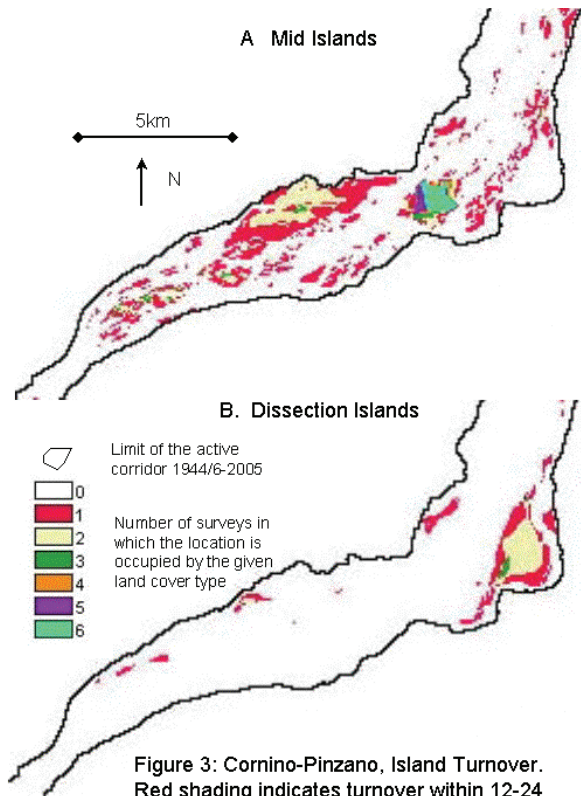 A Mid Islands
5km
N
B. Dissection Islands
Limit of the active
corridor 1944/6-2005
0
1
2
3
4
5
6
Number of surveys in
which the location is
occupied by the given
land cover type
Figure 3: Cornino-Pinzano, Island Turnover.
Red shading indicates turnover within 12-24